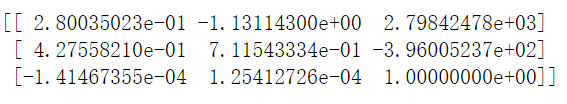 [[ 2.80035023e-01 -1.13114300e+00 2.79842478e+03]
[ 4.27558210e-01 7.11543334e-01 -3.96005237e+02]
[-1.41467355e-04 1.25412726e-04 1.00000000e+00]]